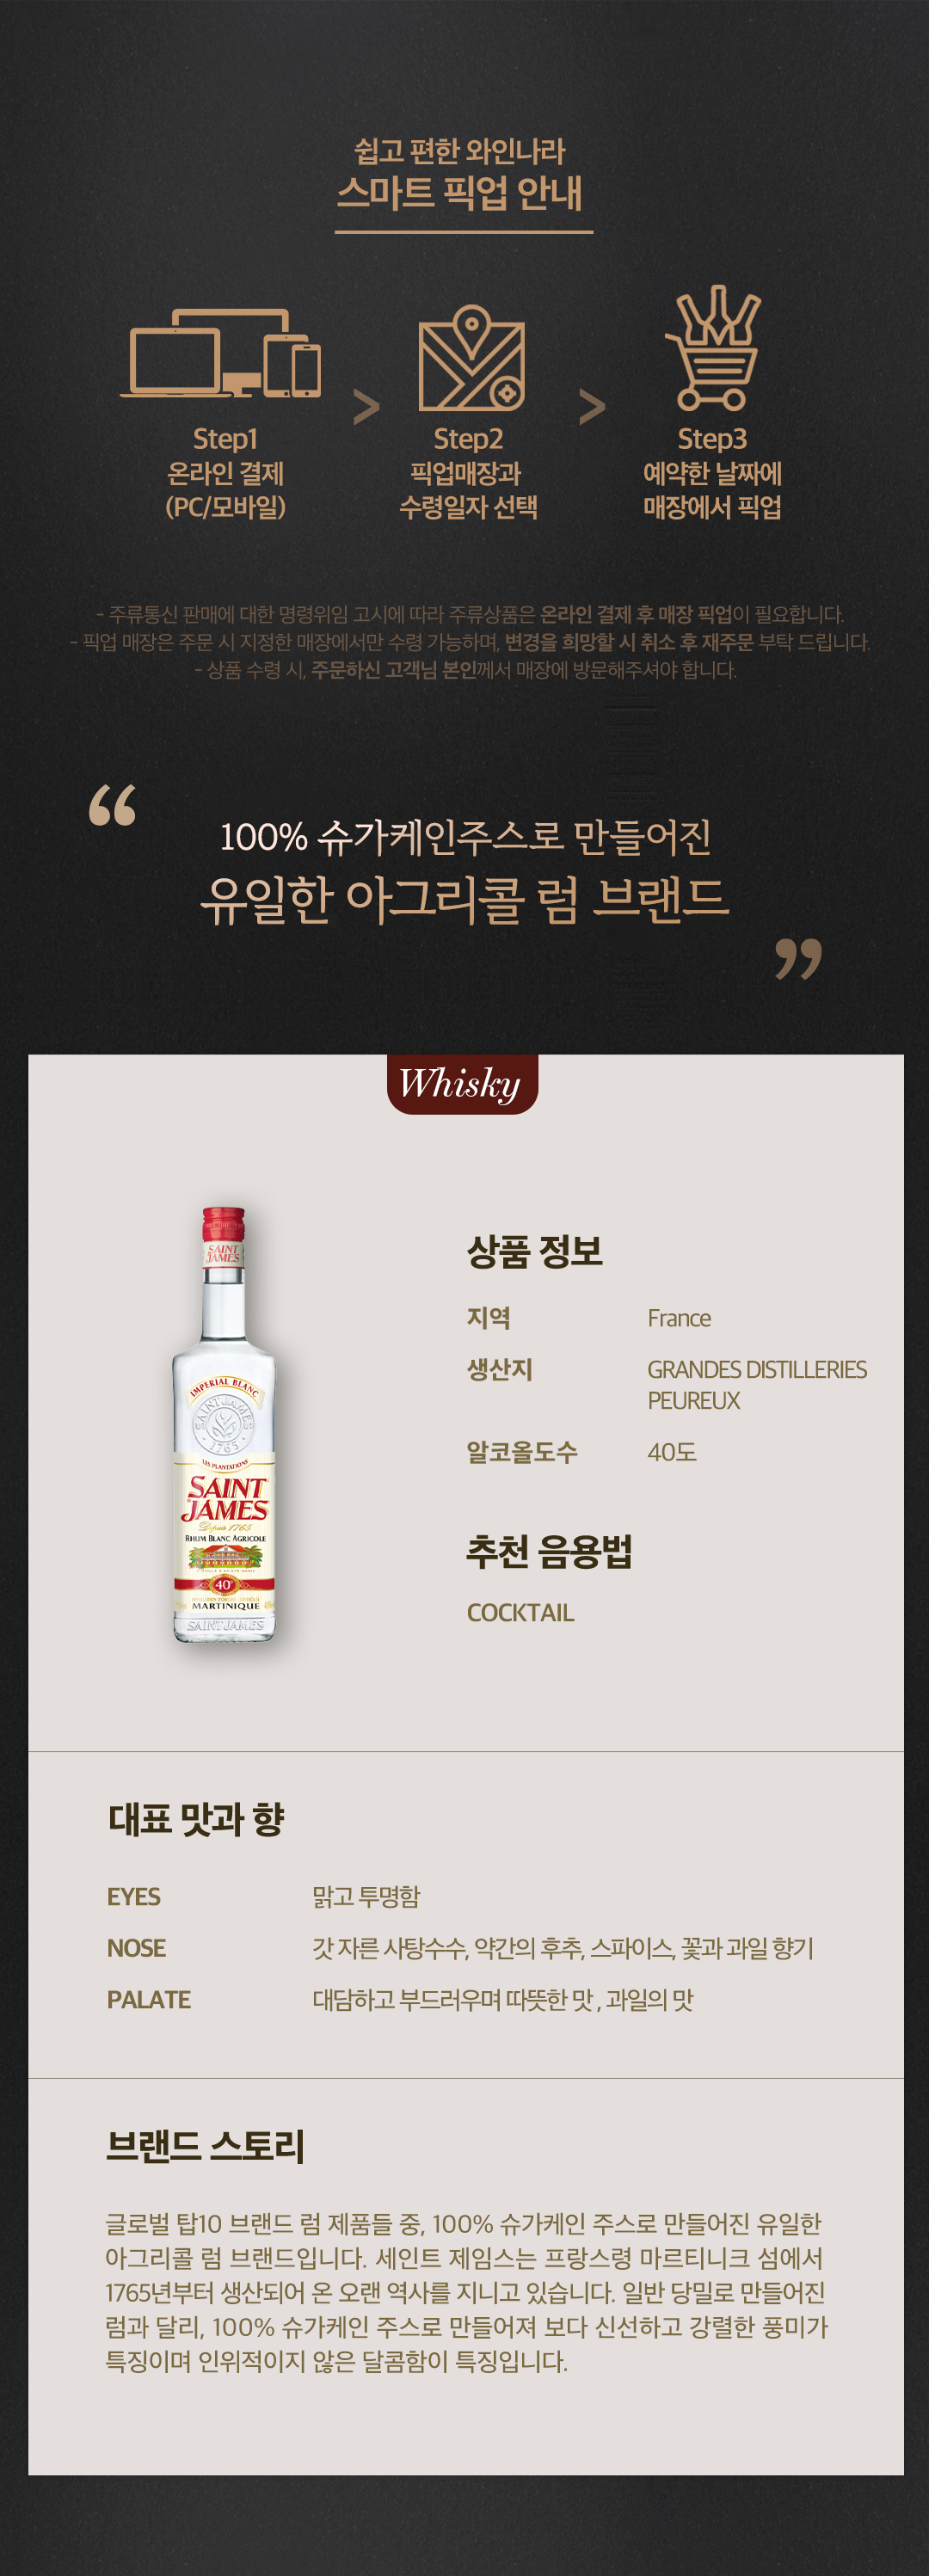 쉽고 편한 와인나라
스마트 픽업 안내
Step1
온라인 결제
(PC/모바일)
>
Step2
픽업매장과
수령일자 선택
>
Step3
예약한 날짜에
매장에서 픽업
- 주류통신 판매에 대한 명령위임 고시에 따라 주류상품은 온라인 결제 후 매장 픽업이 필요합니다.
- 픽업 매장은 주문 시 지정한 매장에서만 수령 가능하며, 변경을 희망할 시 취소 후 재주문 부탁 드립니다.
- 상품 수령 시, 주문하신 고객님 본인께서 매장에 방문해주셔야 합니다.
“
100% 슈가케인주스로 만들어진
유일한 아그리콜 럼 브랜드
”
Whisky
SAINT
JAMES
IMPERIAL BLANC
SAINT JAMES
1765
LES PLANTATIONS
SAINT
JAMES
Depuis 1765
RHUM BLANC AGRICOLE
40°
MARTINIQUE
SAINT JAMES
상품 정보
지역 France
생산지 GRANDES DISTILLERIES
PEUREUX
알코올도수 40도
추천 음용법
COCKTAIL
대표 맛과 향
EYES 맑고 투명함
NOSE 갓 자른 사탕수수, 약간의 후추, 스파이스, 꽃과 과일 향기
PALATE 대담하고 부드러우며 따뜻한 맛 , 과일의 맛
브랜드 스토리
글로벌 탑10 브랜드 럼 제품들 중, 100% 슈가케인 주스로 만들어진 유일한
아그리콜 럼 브랜드입니다. 세인트 제임스는 프랑스령 마르티니크 섬에서
1765년부터 생산되어 온 오랜 역사를 지니고 있습니다. 일반 당밀로 만들어진
럼과 달리, 100% 슈가케인 주스로 만들어져 보다 신선하고 강렬한 풍미가
특징이며 인위적이지 않은 달콤함이 특징입니다.